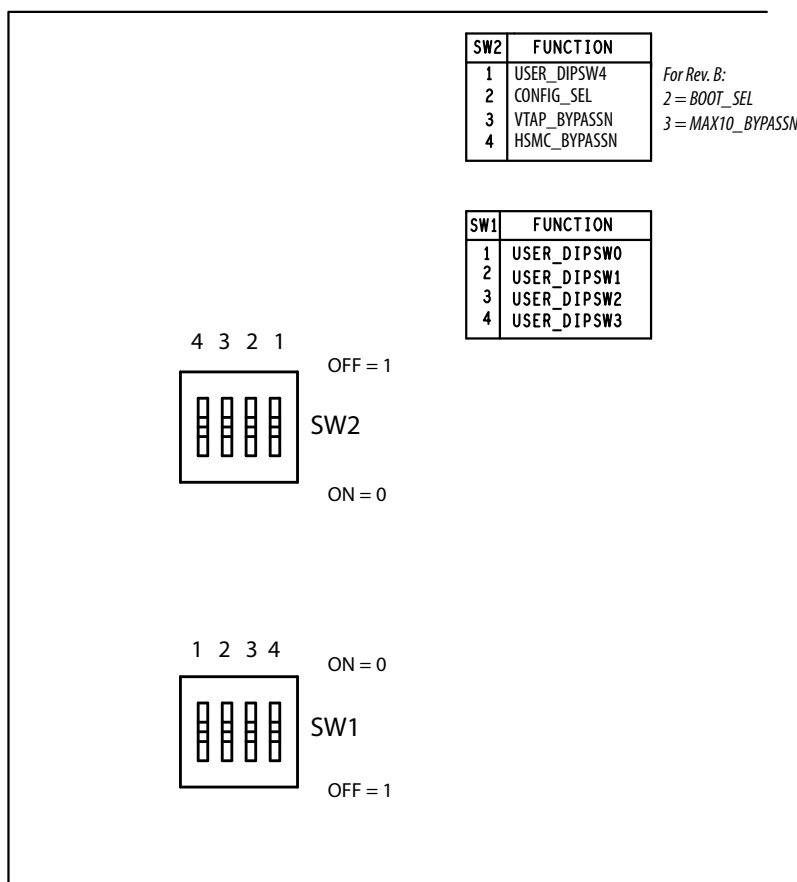 SW2 FUNCTION
1 USER_DIPSW4
2 CONFIG_SEL
3 VTAP_BYPASSN
4 HSMC_BYPASSN
For Rev. B:
2 = BOOT_SEL
3 = MAX10_BYPASSN
SW1 FUNCTION
1 USER_DIPSW0
2 USER_DIPSW1
3 USER_DIPSW2
4 USER_DIPSW3
4 3 2 1
OFF = 1
SW2
ON = 0
1 2 3 4
ON = 0
SW1
OFF = 1